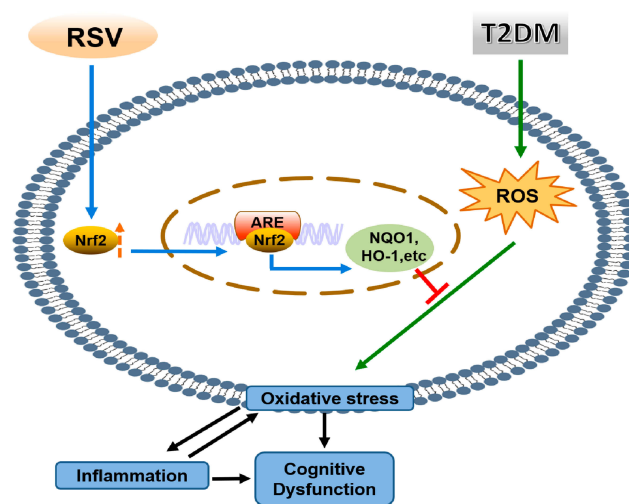 RSV
T2DM
ROS
ARE
Nrf2
Nrf2
NQO1,
HO-1,etc
Oxidative stress
Inflammation
Cognitive
Dysfunction